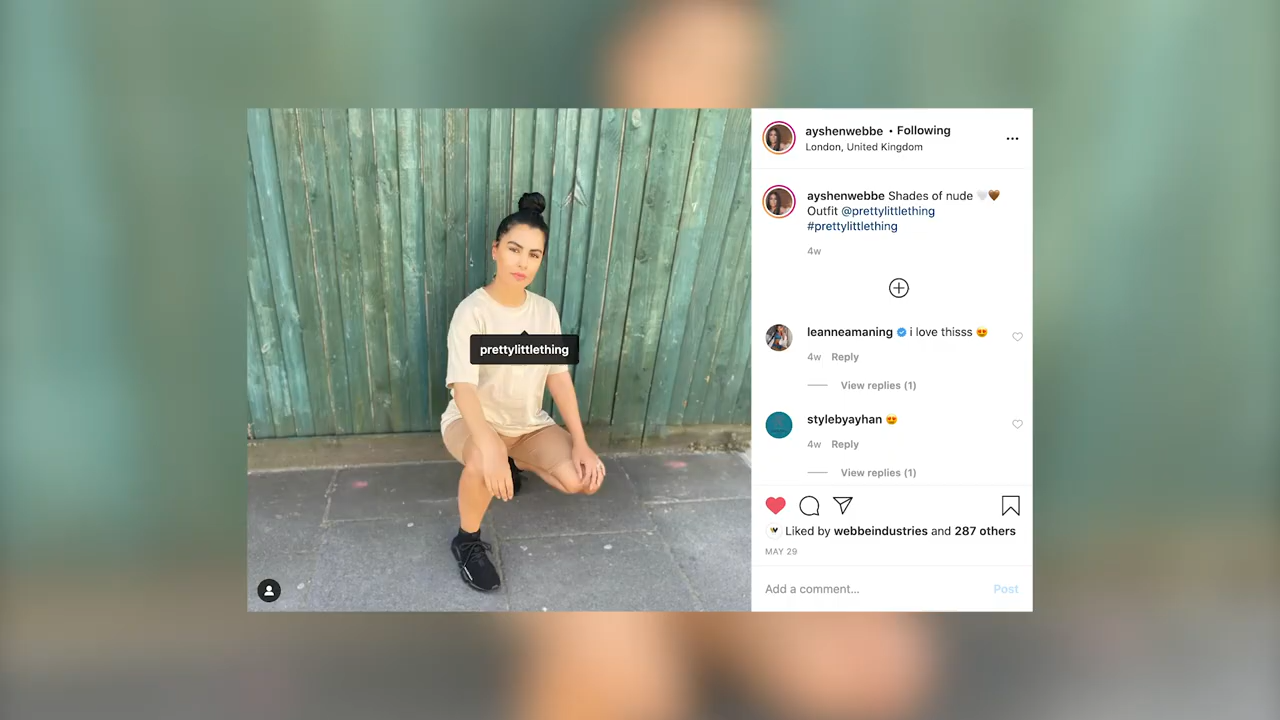 prettylittlething
ayshenwebbe • Following
London, United Kingdom
ayshenwebbe Shades of nude 🤍🤎
Outfit @prettylittlething
#prettylittlething
4w
leanneamaning i love thisss 😍
4w Reply
View replies (1)
stylebyayhan 😍
4w Reply
View replies (1)
Liked by webbeindustries and 287 others
MAY 29
Add a comment... Post